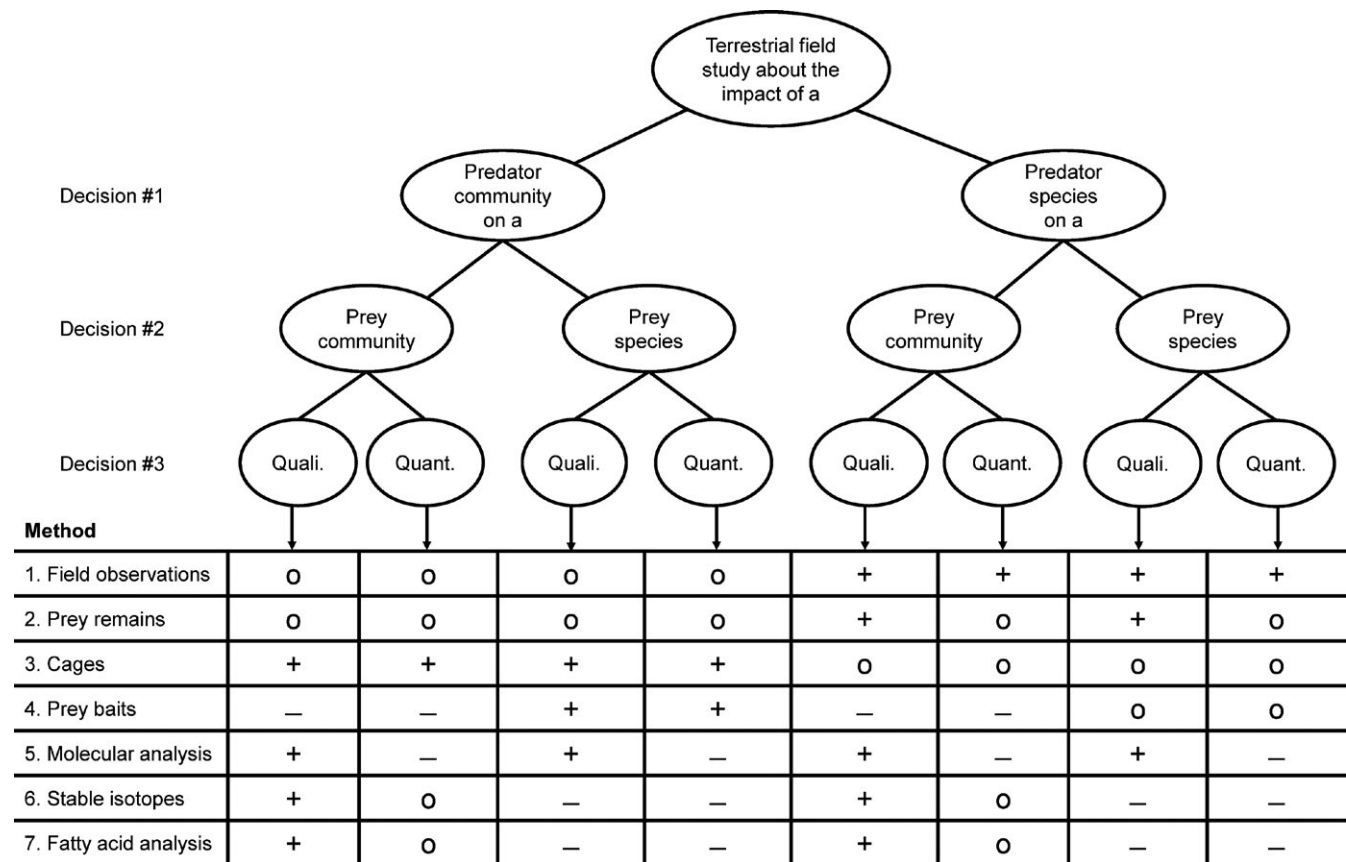 Terrestrial field
study about the
impact of a
Decision #1
Predator
community
on a
Predator
species
on a
Decision #2
Prey
community
Prey
species
Prey
community
Prey
species
Decision #3
Quali.
Quant.
Quali.
Quant.
Quali.
Quant.
Quali.
Quant.
Method
1. Field observations o o o o + + + +
2. Prey remains o o o o + o + o
3. Cages + + + + o o o o
4. Prey baits – – + + – – o o
5. Molecular analysis + – + – + – + –
6. Stable isotopes + o – – + o – –
7. Fatty acid analysis + o – – + o – –